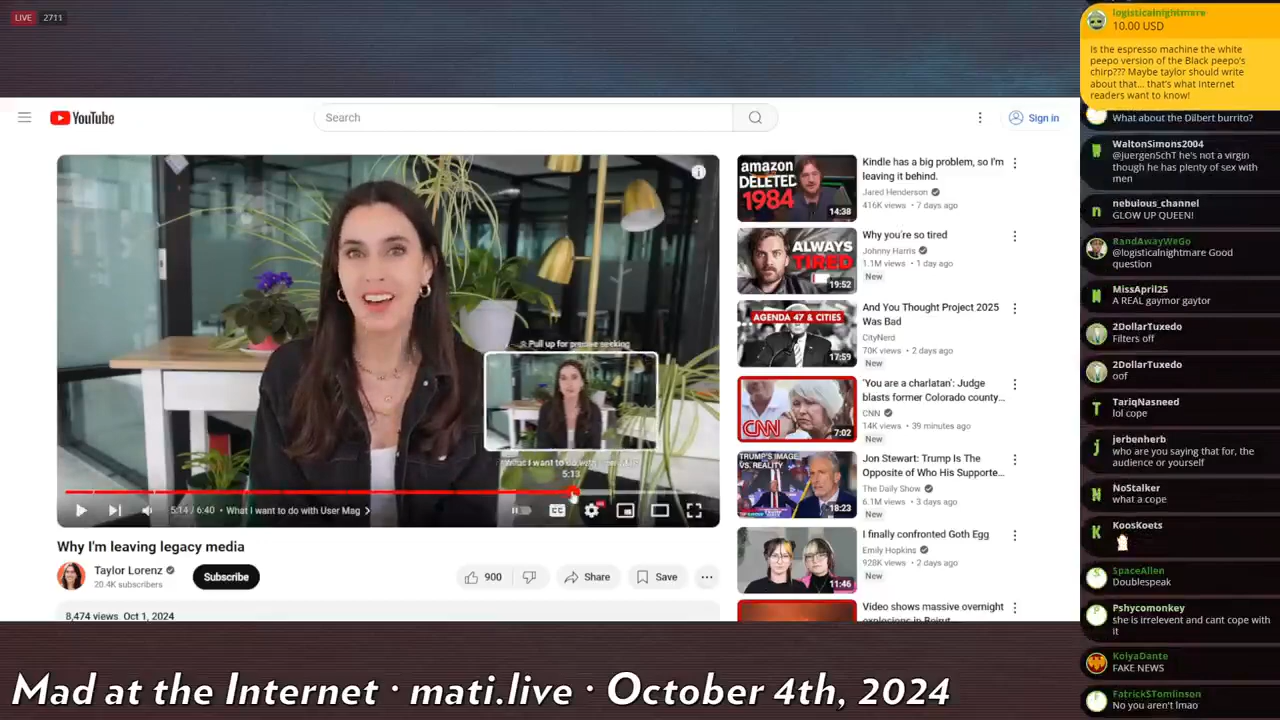 LIVE 2711
YouTube
Search
Sign in
Pull up for precise seeking
5:13
5:14 / 6:40 • What I want to do with User Mag
CC
Why I'm leaving legacy media
Taylor Lorenz
20.4K subscribers
Subscribe
900
Share
Save
8,474 views Oct 1, 2024
amazon
DELETED
1984
14:38
Kindle has a big problem, so I'm
leaving it behind.
Jared Henderson
416K views • 7 days ago
ALWAYS
TIRED
19:52
Why you're so tired
Johnny Harris
1.1M views • 1 day ago
New
AGENDA 47 & CITIES
17:59
And You Thought Project 2025
Was Bad
CityNerd
70K views • 2 days ago
New
CNN
7:02
'You are a charlatan': Judge
blasts former Colorado county...
CNN
14K views • 39 minutes ago
New
TRUMP'S IMAGE
VS. REALITY
18:23
Jon Stewart: Trump Is The
Opposite of Who His Supporte...
The Daily Show
6.1M views • 3 days ago
New
11:46
I finally confronted Goth Egg
Emily Hopkins
928K views • 2 days ago
New
Video shows massive overnight
explosions in Beirut
logisticalnightmare
10.00 USD
Is the espresso machine the white
peepo version of the Black peepo's
chirp??? Maybe taylor should write
about that... that's what internet
readers want to know!
What about the Dilbert burrito?
WaltonSimons2004
@juergen5chT he's not a virgin
though he has plenty of sex with
men
nebulous_channel
GLOW UP QUEEN!
RandAwayWeGo
@logisticalnightmare Good
question
MissApril25
A REAL gaymor gaytor
2DollarTuxedo
Filters off
2DollarTuxedo
oof
TariqNasneed
lol cope
jerbenherb
who are you saying that for, the
audience or yourself
NoStalker
what a cope
KoosKoets
SpaceAllen
Doublespeak
Pshycomonkey
she is irrelevent and cant cope with
it
KolyaDante
FAKE NEWS
FatrickSTomlinson
No you aren't lmao
Mad at the Internet · mati.live · October 4th, 2024